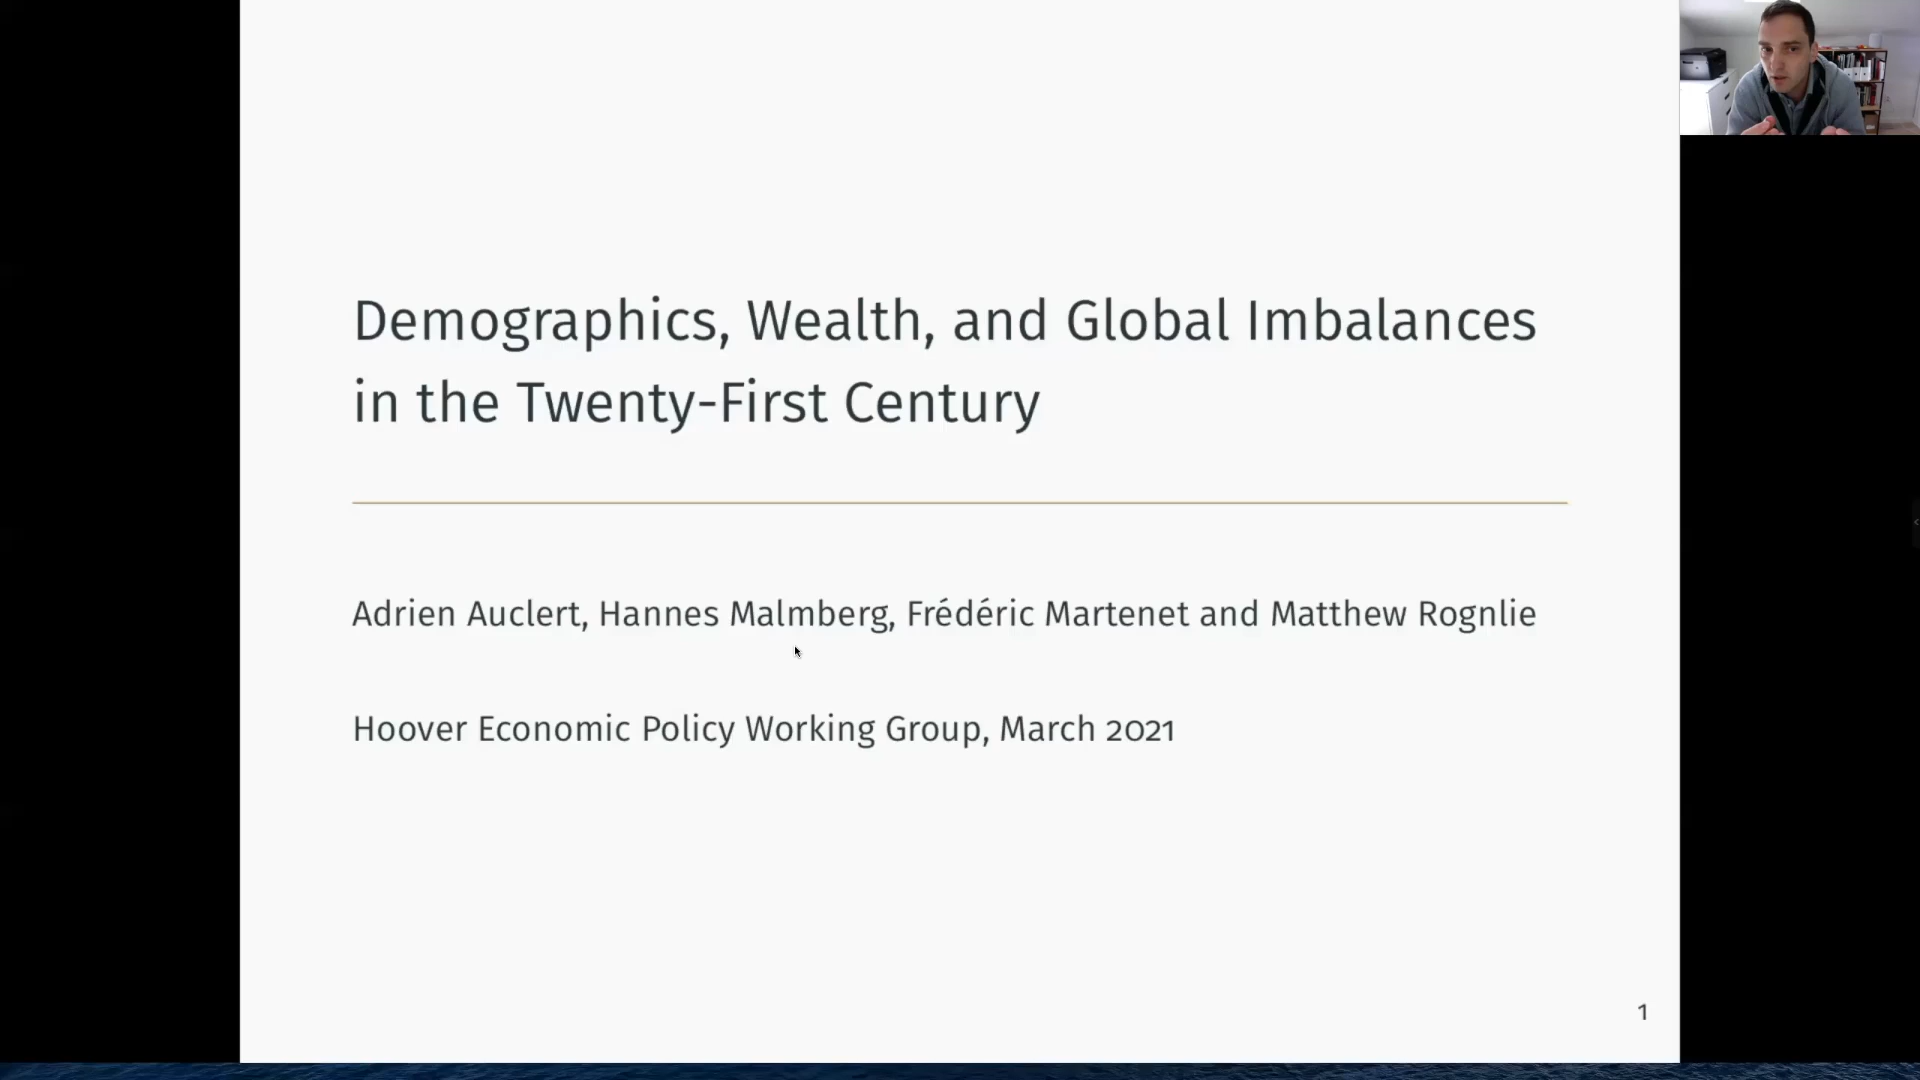 Demographics, Wealth, and Global Imbalances
in the Twenty-First Century
Adrien Auclert, Hannes Malmberg, Frédéric Martenet and Matthew Rognlie
Hoover Economic Policy Working Group, March 2021
1